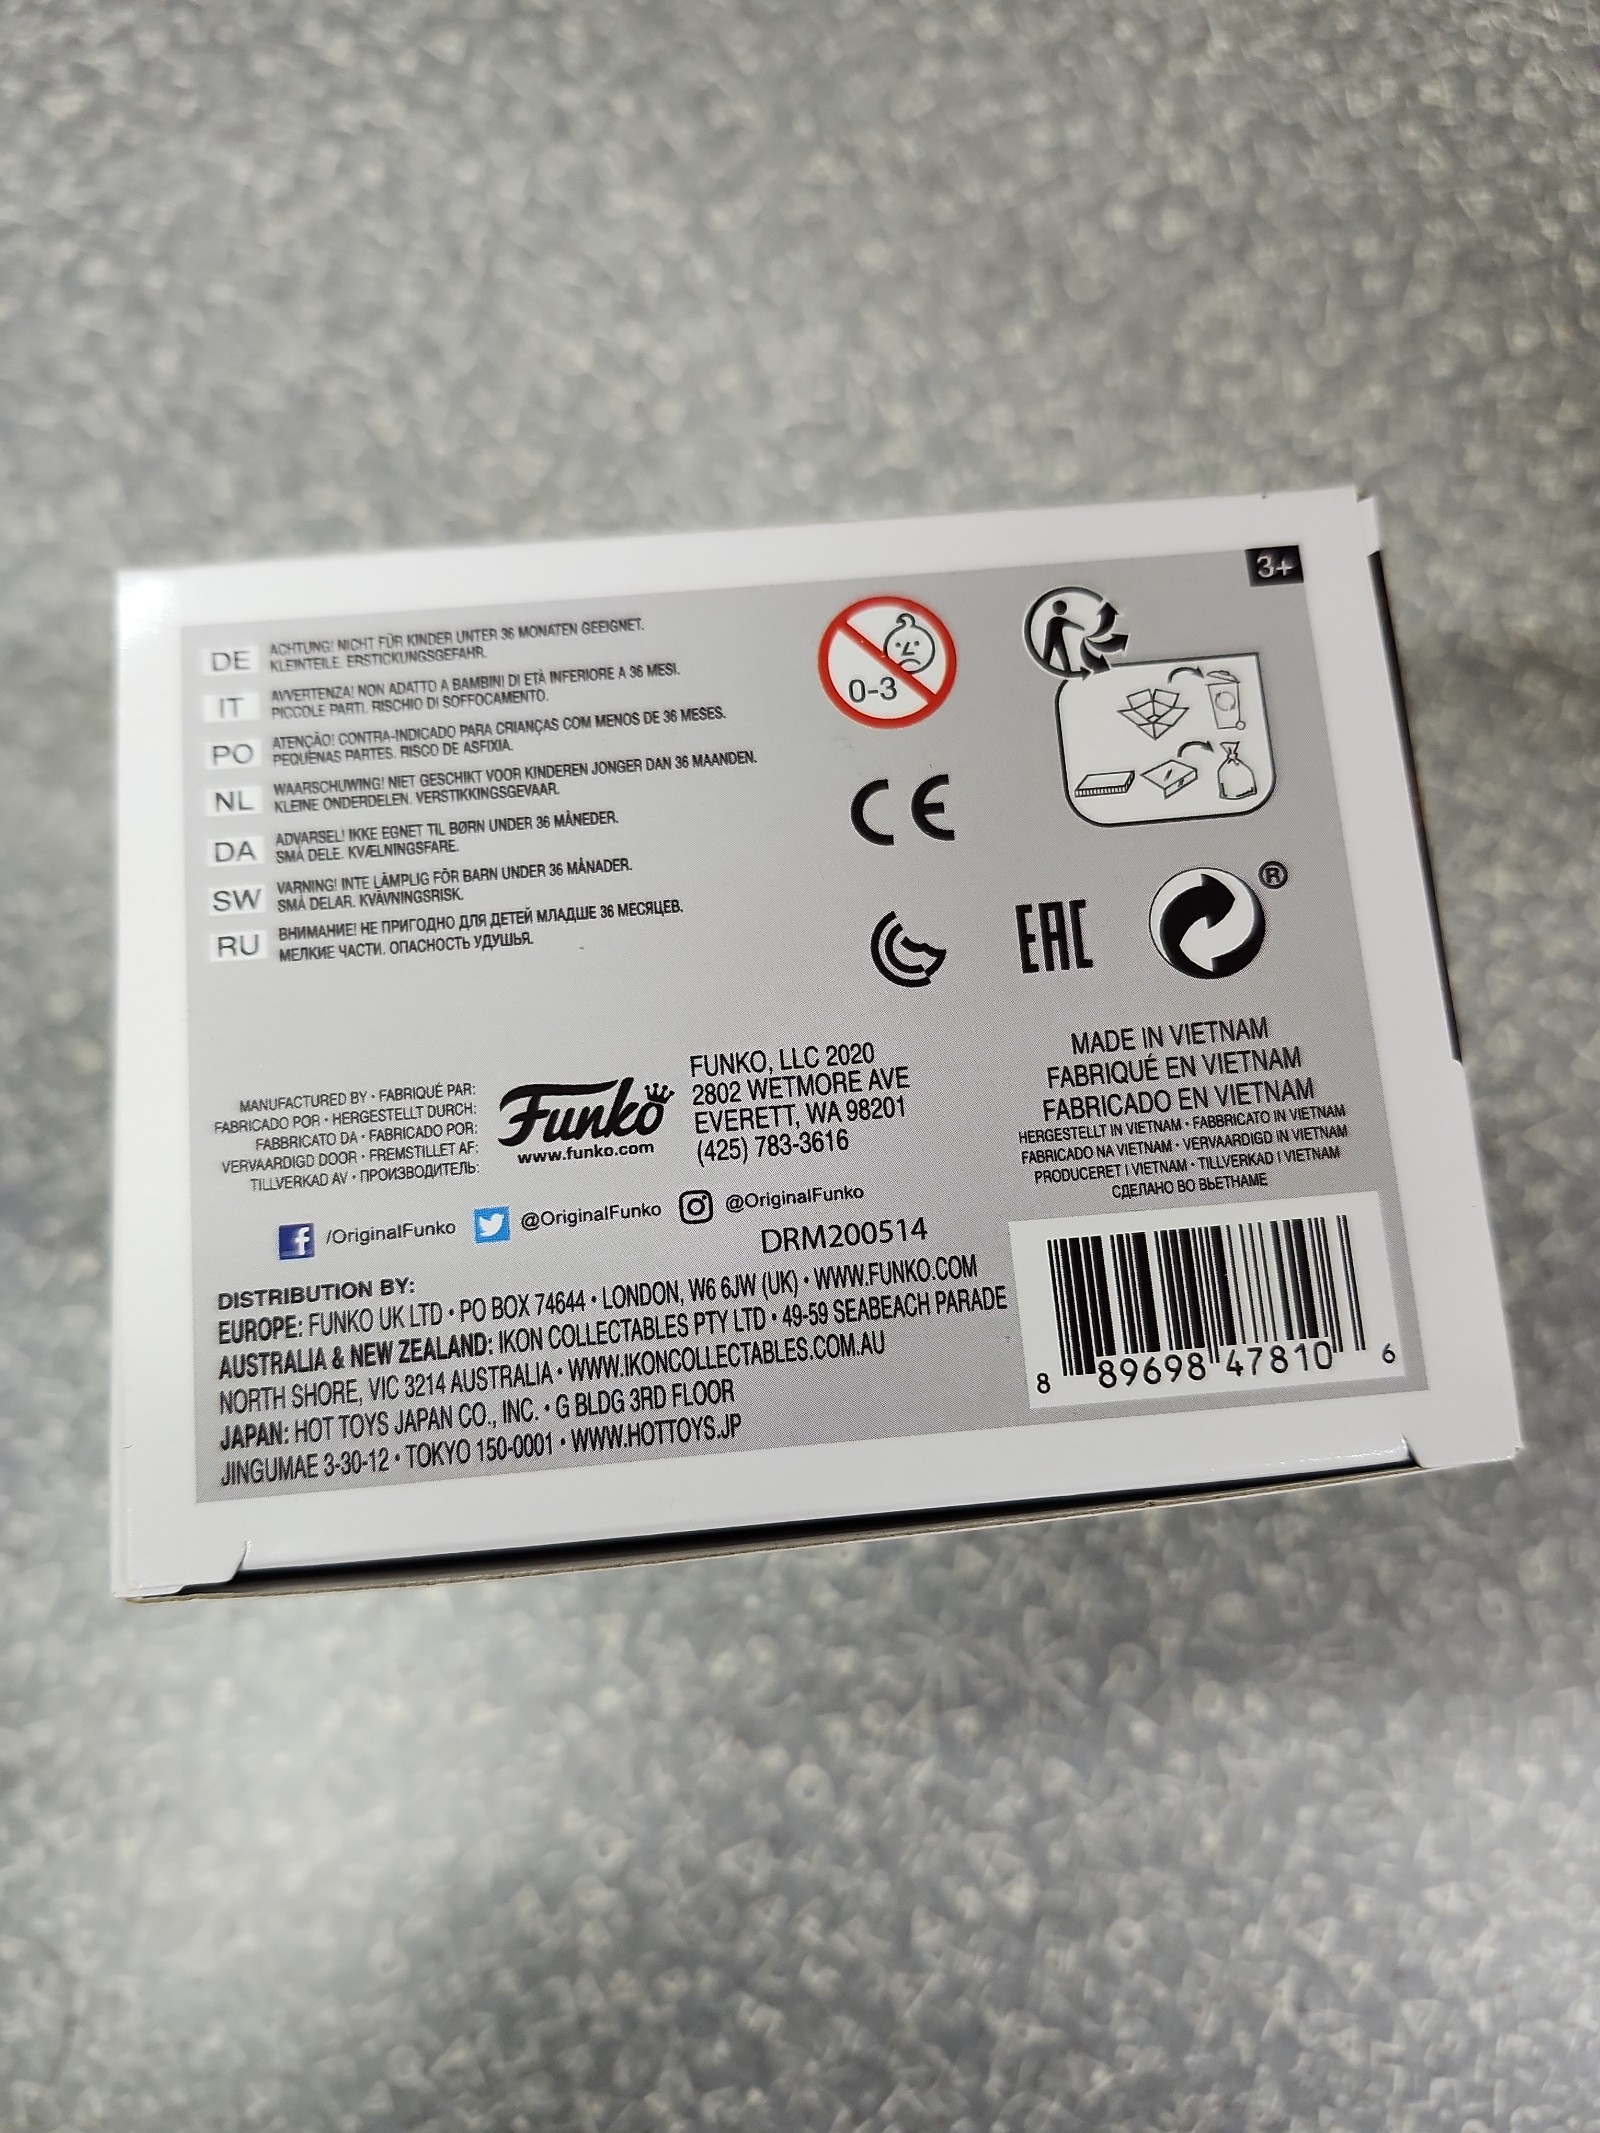 3+
DE ACHTUNG! NICHT FÜR KINDER UNTER 36 MONATEN GEEIGNET.
KLEINTEILE. ERSTICKUNGSGEFAHR.
IT AVVERTENZA! NON ADATTO A BAMBINI DI ETÀ INFERIORE A 36 MESI.
PICCOLE PARTI. RISCHIO DI SOFFOCAMENTO.
PO ATENÇÃO! CONTRA-INDICADO PARA CRIANÇAS COM MENOS DE 36 MESES.
PEQUENAS PARTES. RISCO DE ASFIXIA.
NL WAARSCHUWING! NIET GESCHIKT VOOR KINDEREN JONGER DAN 36 MAANDEN.
KLEINE ONDERDELEN. VERSTIKKINGSGEVAAR.
DA ADVARSEL! IKKE EGNET TIL BØRN UNDER 36 MÅNEDER.
SMÅ DELE. KVÆLNINGSFARE.
SW VARNING! INTE LÄMPLIG FÖR BARN UNDER 36 MÅNADER.
SMÅ DELAR. KVÄVNINGSRISK.
RU ВНИМАНИЕ! НЕ ПРИГОДНО ДЛЯ ДЕТЕЙ МЛАДШЕ 36 МЕСЯЦЕВ.
МЕЛКИЕ ЧАСТИ. ОПАСНОСТЬ УДУШЬЯ.
0-3
CE
EAC
®
MANUFACTURED BY • FABRIQUÉ PAR:
FABRICADO POR • HERGESTELLT DURCH:
FABBRICATO DA • FABRICADO POR:
VERVAARDIGD DOOR • FREMSTILLET AF:
TILLVERKAD AV • ПРОИЗВОДИТЕЛЬ:
Funko
www.funko.com
FUNKO, LLC 2020
2802 WETMORE AVE
EVERETT, WA 98201
(425) 783-3616
MADE IN VIETNAM
FABRIQUÉ EN VIETNAM
FABRICADO EN VIETNAM
HERGESTELLT IN VIETNAM • FABBRICATO IN VIETNAM
FABRICADO NA VIETNAM • VERVAARDIGD IN VIETNAM
PRODUCERET I VIETNAM • TILLVERKAD I VIETNAM
СДЕЛАНО ВО ВЬЕТНАМЕ
/OriginalFunko @OriginalFunko @OriginalFunko
DRM200514
DISTRIBUTION BY:
EUROPE: FUNKO UK LTD • PO BOX 74644 • LONDON, W6 6JW (UK) • WWW.FUNKO.COM
AUSTRALIA & NEW ZEALAND: IKON COLLECTABLES PTY LTD • 49-59 SEABEACH PARADE
NORTH SHORE, VIC 3214 AUSTRALIA • WWW.IKONCOLLECTABLES.COM.AU
JAPAN: HOT TOYS JAPAN CO., INC. • G BLDG 3RD FLOOR
JINGUMAE 3-30-12 • TOKYO 150-0001 • WWW.HOTTOYS.JP
8 89698 47810 6